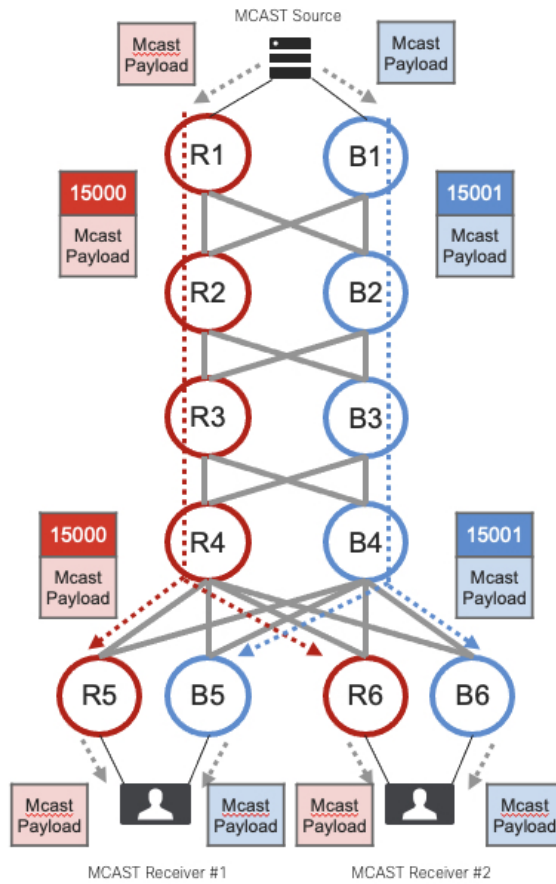 MCAST Source
Mcast
Payload
Mcast
Payload
R1
B1
15000
Mcast
Payload
15001
Mcast
Payload
R2
B2
R3
B3
R4
B4
15000
Mcast
Payload
15001
Mcast
Payload
R5
B5
R6
B6
Mcast
Payload
Mcast
Payload
Mcast
Payload
Mcast
Payload
MCAST Receiver #1
MCAST Receiver #2